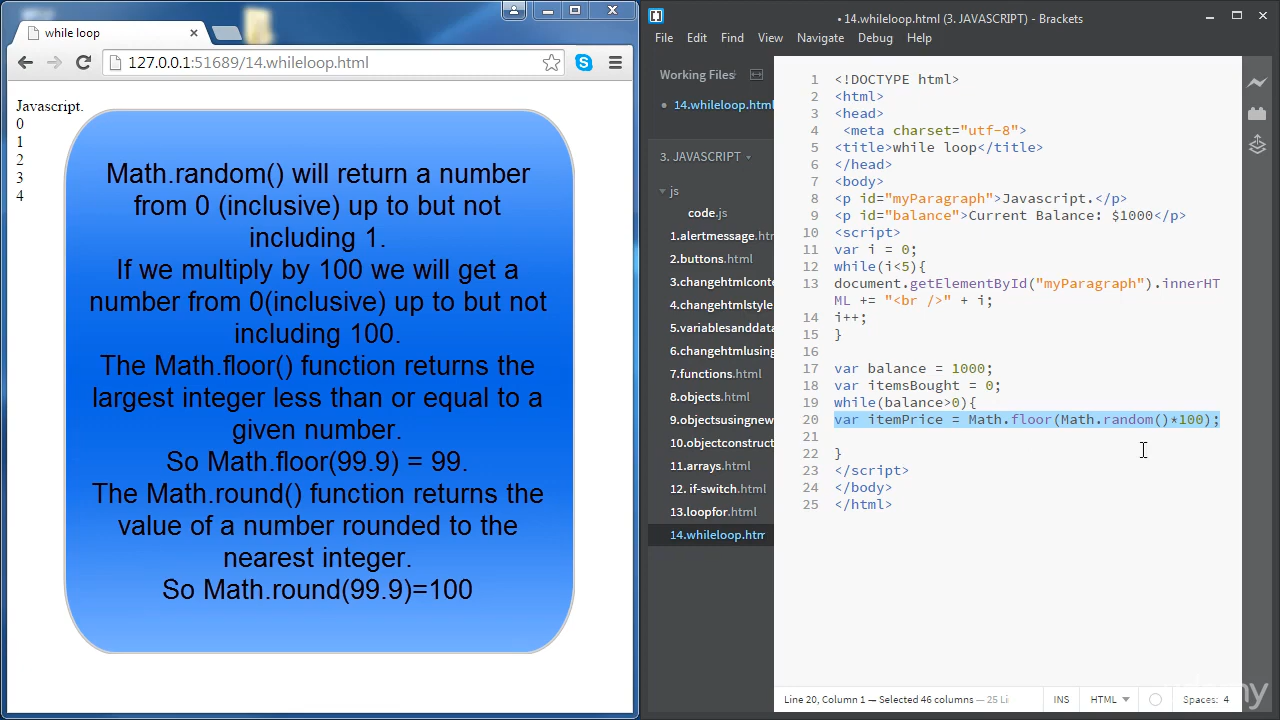 while loop
127.0.0.1:51689/14.whileloop.html
Javascript.
0
1
2
3
4
Math.random() will return a number
from 0 (inclusive) up to but not
including 1.
If we multiply by 100 we will get a
number from 0(inclusive) up to but not
including 100.
The Math.floor() function returns the
largest integer less than or equal to a
given number.
So Math.floor(99.9) = 99.
The Math.round() function returns the
value of a number rounded to the
nearest integer.
So Math.round(99.9)=100
• 14.whileloop.html (3. JAVASCRIPT) - Brackets
File Edit Find View Navigate Debug Help
Working Files
14.whileloop.html
3. JAVASCRIPT
js
code.js
1.alertmessage.htm
2.buttons.html
3.changehtmlconte
4.changehtmlstyle
5.variablesanddata
6.changehtmlusing
7.functions.html
8.objects.html
9.objectsusingnew
10.objectconstruct
11.arrays.html
12. if-switch.html
13.loopfor.html
14.whileloop.htm
1 <!DOCTYPE html>
2 <html>
3 <head>
4 <meta charset="utf-8">
5 <title>while loop</title>
6 </head>
7 <body>
8 <p id="myParagraph">Javascript.</p>
9 <p id="balance">Current Balance: $1000</p>
10 <script>
11 var i = 0;
12 while(i<5){
13 document.getElementById("myParagraph").innerHT
ML += "<br />" + i;
14 i++;
15 }
16
17 var balance = 1000;
18 var itemsBought = 0;
19 while(balance>0){
20 var itemPrice = Math.floor(Math.random()*100);
21
22 }
23 </script>
24 </body>
25 </html>
Line 20, Column 1 — Selected 46 columns — 25 Li
INS
HTML
Spaces: 4